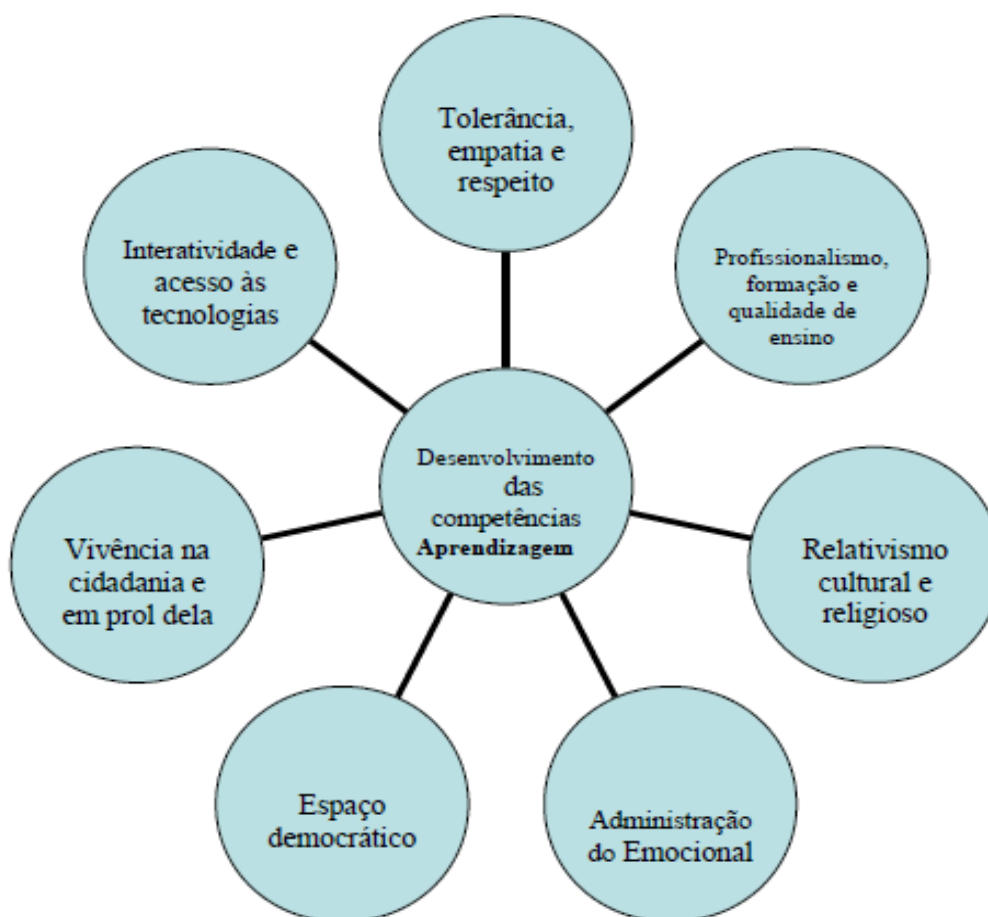 Tolerância,
empatia e
respeito
Interatividade e
acesso às
tecnologias
Profissionalismo,
formação e
qualidade de
ensino
Desenvolvimento
das
competências
Aprendizagem
Vivência na
cidadania e
em prol dela
Relativismo
cultural e
religioso
Espaço
democrático
Administração
do Emocional